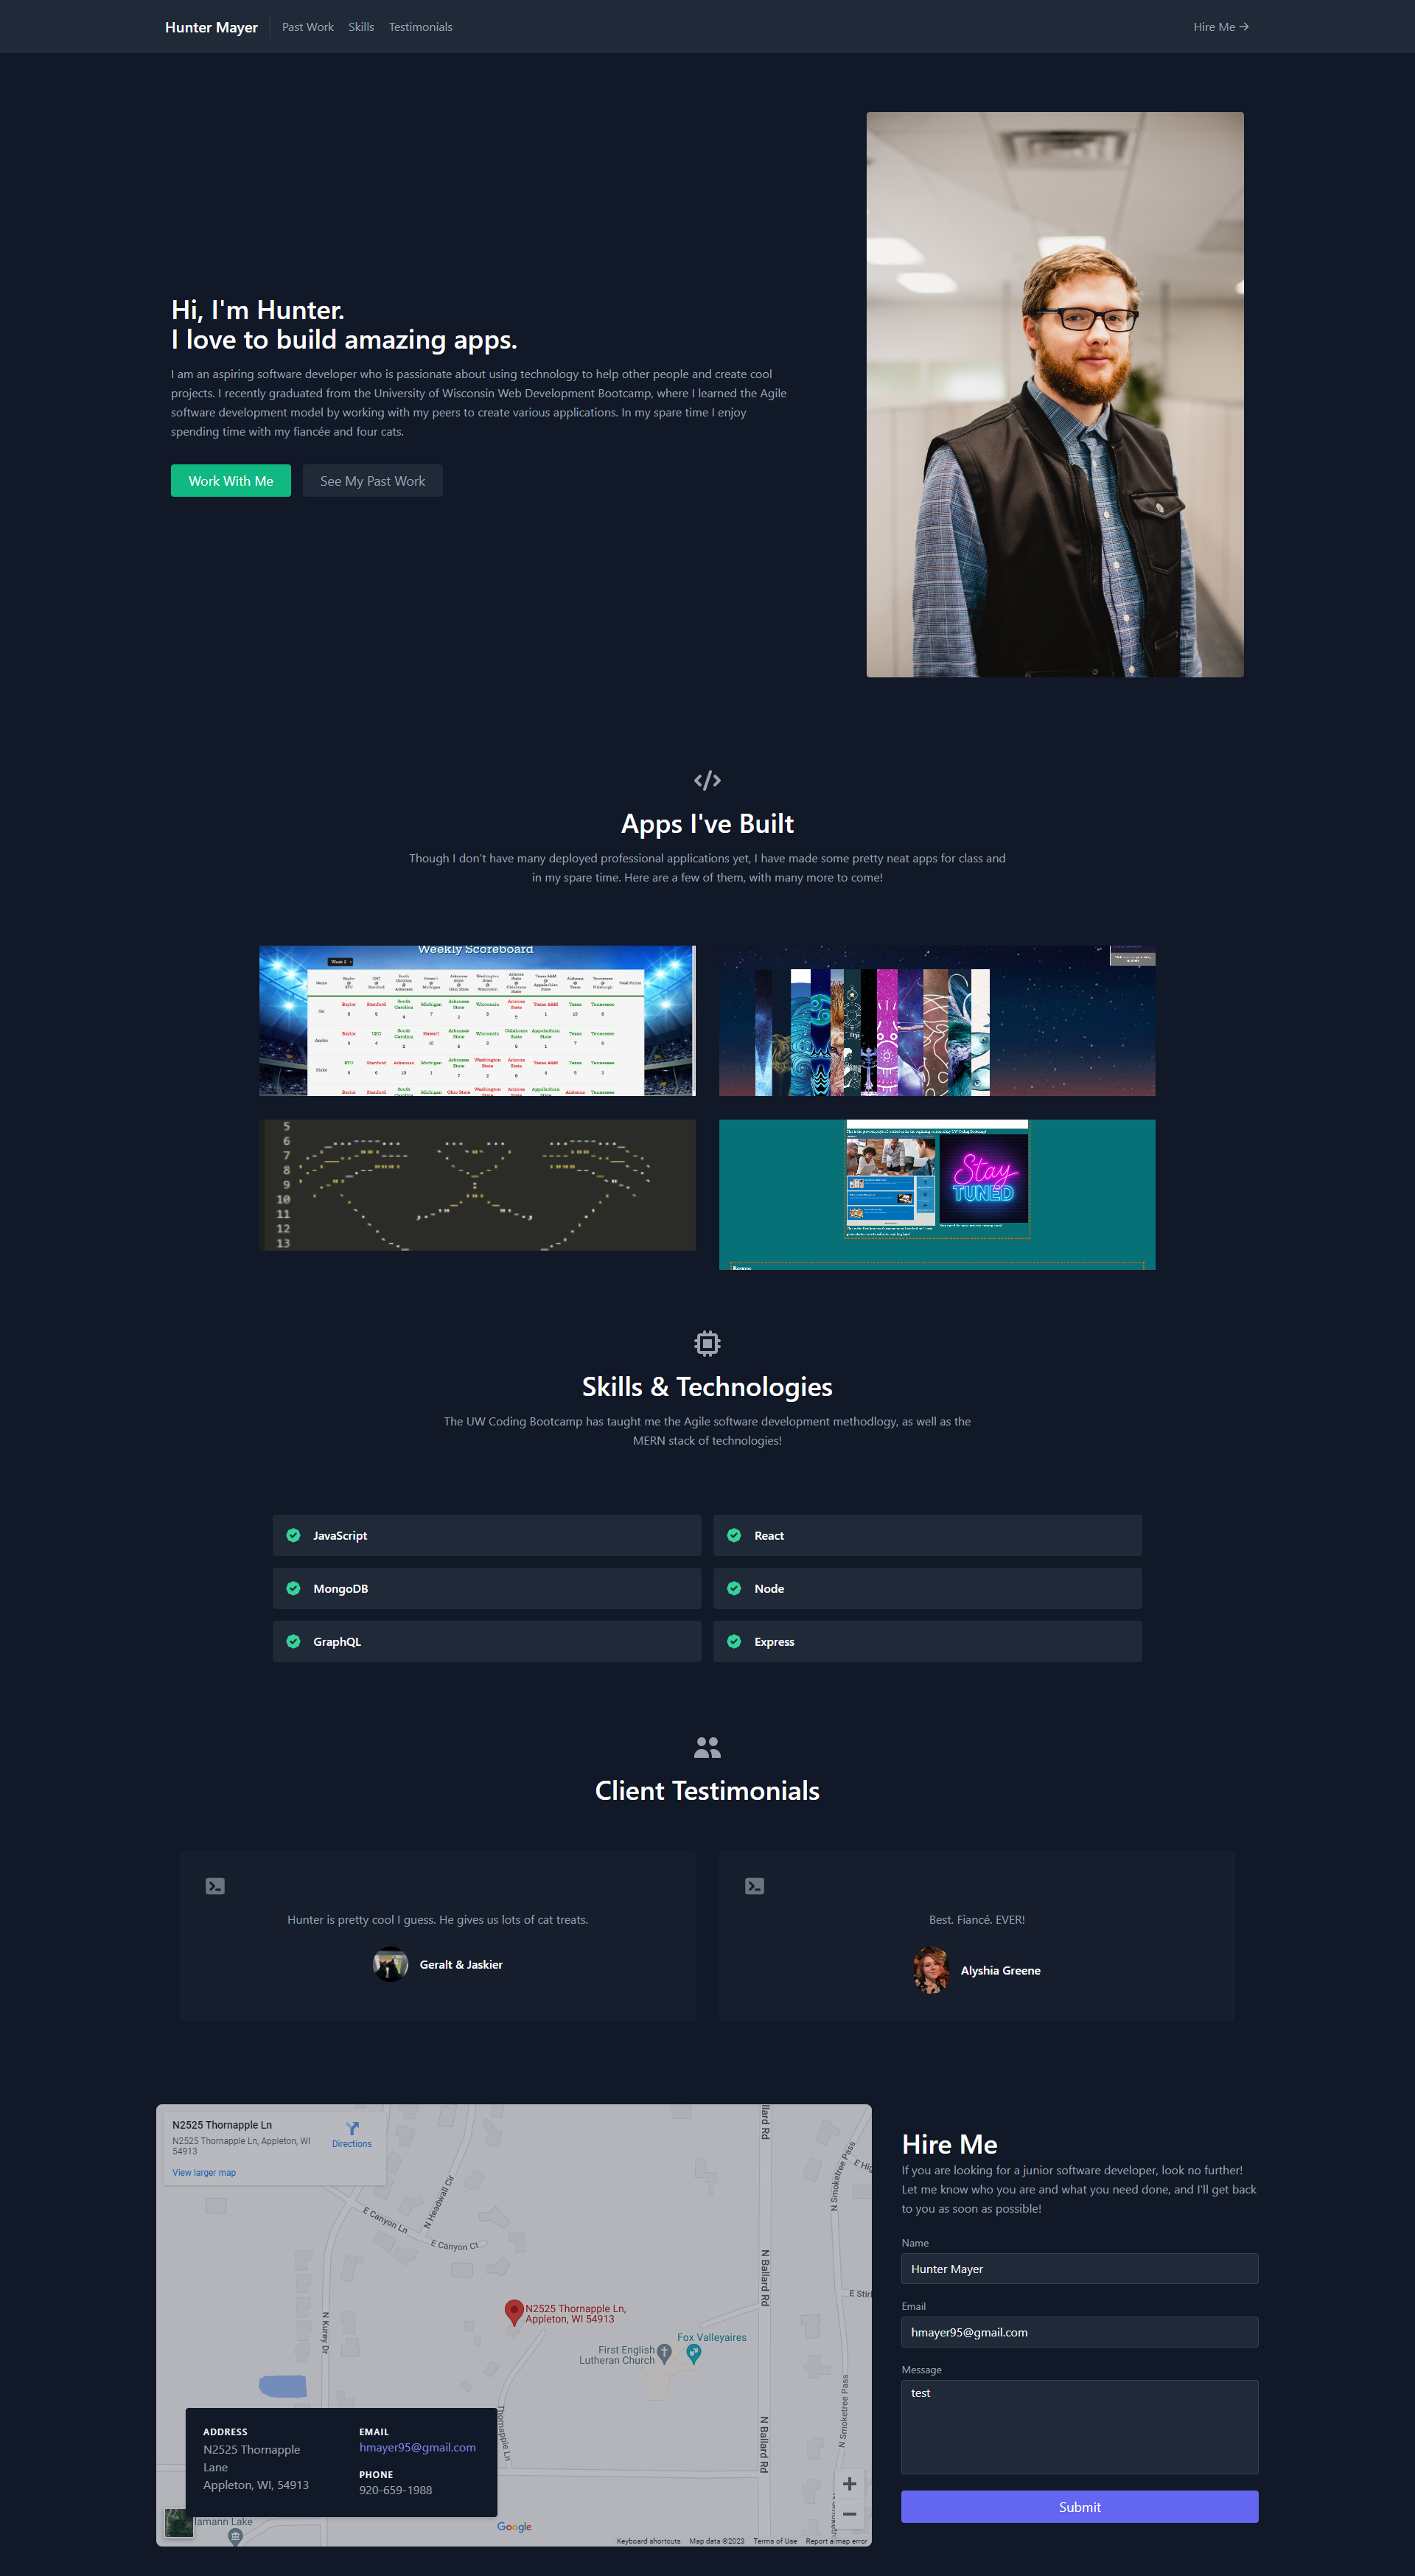 Hunter Mayer
Past Work
Skills
Testimonials
Hire Me →
Hi, I'm Hunter.
I love to build amazing apps.
I am an aspiring software developer who is passionate about using technology to help other people and create cool
projects. I recently graduated from the University of Wisconsin Web Development Bootcamp, where I learned the Agile
software development model by working with my peers to create various applications. In my spare time I enjoy
spending time with my fiancée and four cats.
Work With Me
See My Past Work
Apps I've Built
Though I don't have many deployed professional applications yet, I have made some pretty neat apps for class and
in my spare time. Here are a few of them, with many more to come!
Weekly Scoreboard
Stay
TUNED
5
6
7
8
9
10
11
12
13
Skills & Technologies
The UW Coding Bootcamp has taught me the Agile software development methodlogy, as well as the
MERN stack of technologies!
JavaScript
React
MongoDB
Node
GraphQL
Express
Client Testimonials
Hunter is pretty cool I guess. He gives us lots of cat treats.
Geralt & Jaskier
Best. Fiancé. EVER!
Alyshia Greene
N2525 Thornapple Ln
N2525 Thornapple Ln, Appleton, WI
54913
Directions
View larger map
E Canyon Ln
N Headwall Cir
E Canyon Ct
N Kurey Dr
N Ballard Rd
N Ballard Rd
N Smoketree Pass
N Smoketree Pass
N2525 Thornapple Ln,
Appleton, WI 54913
Fox Valleyaires
First English
Lutheran Church
Thornapple Ln
ADDRESS
N2525 Thornapple
Lane
Appleton, WI, 54913
EMAIL
hmayer95@gmail.com
PHONE
920-659-1988
Google
Keyboard shortcuts
Map data ©2023
Terms of Use
Report a map error
Hire Me
If you are looking for a junior software developer, look no further!
Let me know who you are and what you need done, and I'll get back
to you as soon as possible!
Name
Hunter Mayer
Email
hmayer95@gmail.com
Message
test
Submit